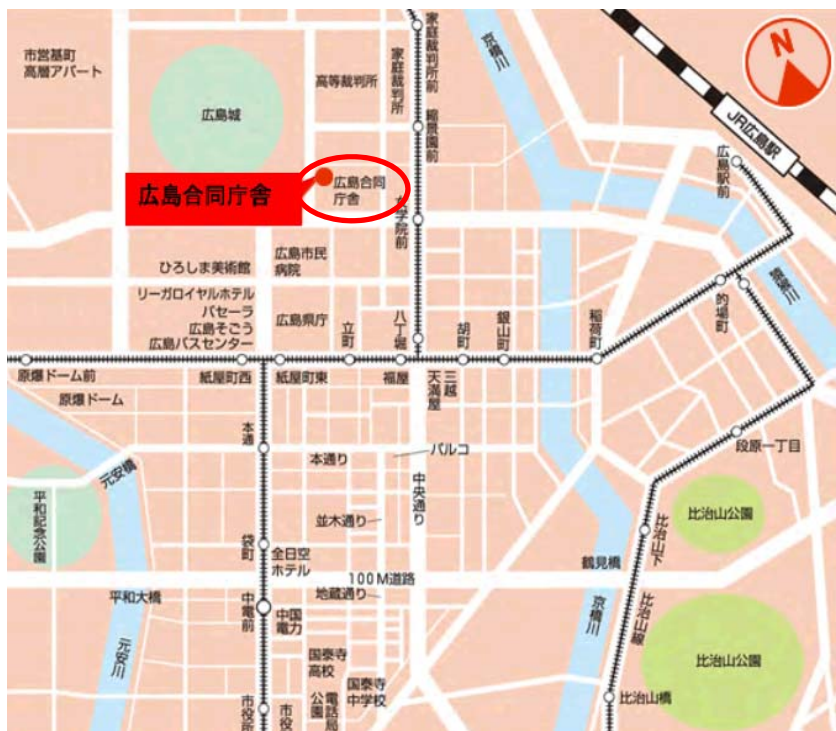 市営基町
高層アパート
広島城
高等裁判所
家庭裁判所
家庭裁判所前
縮景園前
京橋川
N
JR広島駅
広島駅前
広島合同庁舎
広島合同
庁舎
女学院前
ひろしま美術館
広島市民
病院
リーガロイヤルホテル
パセーラ
広島そごう
広島バスセンター
広島県庁
立町
八丁堀
胡町
銀山町
稲荷町
的場町
猿猴川
原爆ドーム前
紙屋町西
紙屋町東
福屋
天満屋
三越
原爆ドーム
本通
本通り
パルコ
中央通り
段原一丁目
元安橋
平和記念公園
並木通り
袋町
全日空
ホテル
100M道路
地蔵通り
鶴見橋
比治山下
比治山公園
平和大橋
中電前
中国
電力
京橋川
比治山線
元安川
国泰寺
高校
国泰寺
中学校
比治山公園
比治山橋
市役所
市役
公園
電話局